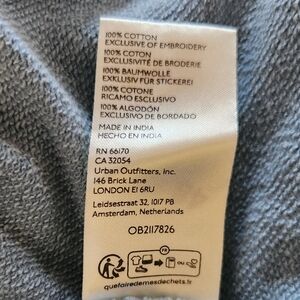 100% COTTON
EXCLUSIVE OF EMBROIDERY
100% COTON
EXCLUSIVITÉ DE BRODERIE
100% BAUMWOLLE
EXKLUSIV FÜR STICKEREI
100% COTONE
RICAMO ESCLUSIVO
100% ALGODÓN
EXCLUSIVO DE BORDADO
MADE IN INDIA
HECHO EN INDIA
RN 66170
CA 32054
Urban Outfitters, Inc.
146 Brick Lane
LONDON E1 6RU
Leidsestraat 32, 1017 PB
Amsterdam, Netherlands
OB2117826
FR
OU
quefairedemesdechets.fr